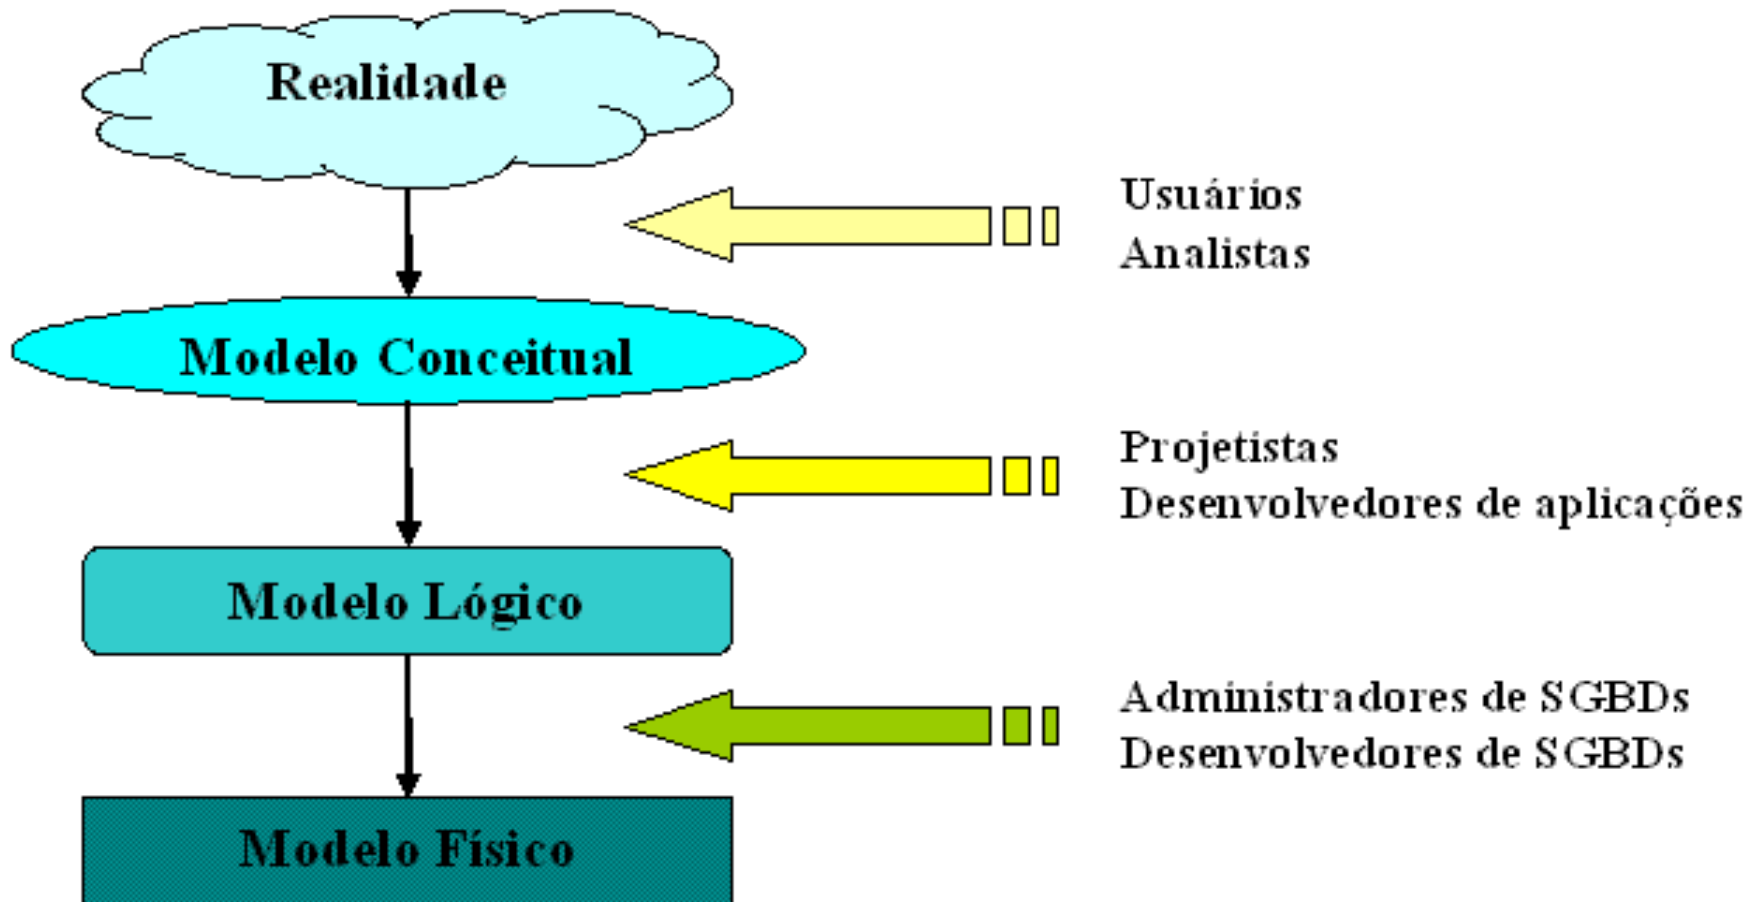 Realidade
Usuários
Analistas
Modelo Conceitual
Projetistas
Desenvolvedores de aplicações
Modelo Lógico
Administradores de SGBDs
Desenvolvedores de SGBDs
Modelo Físico